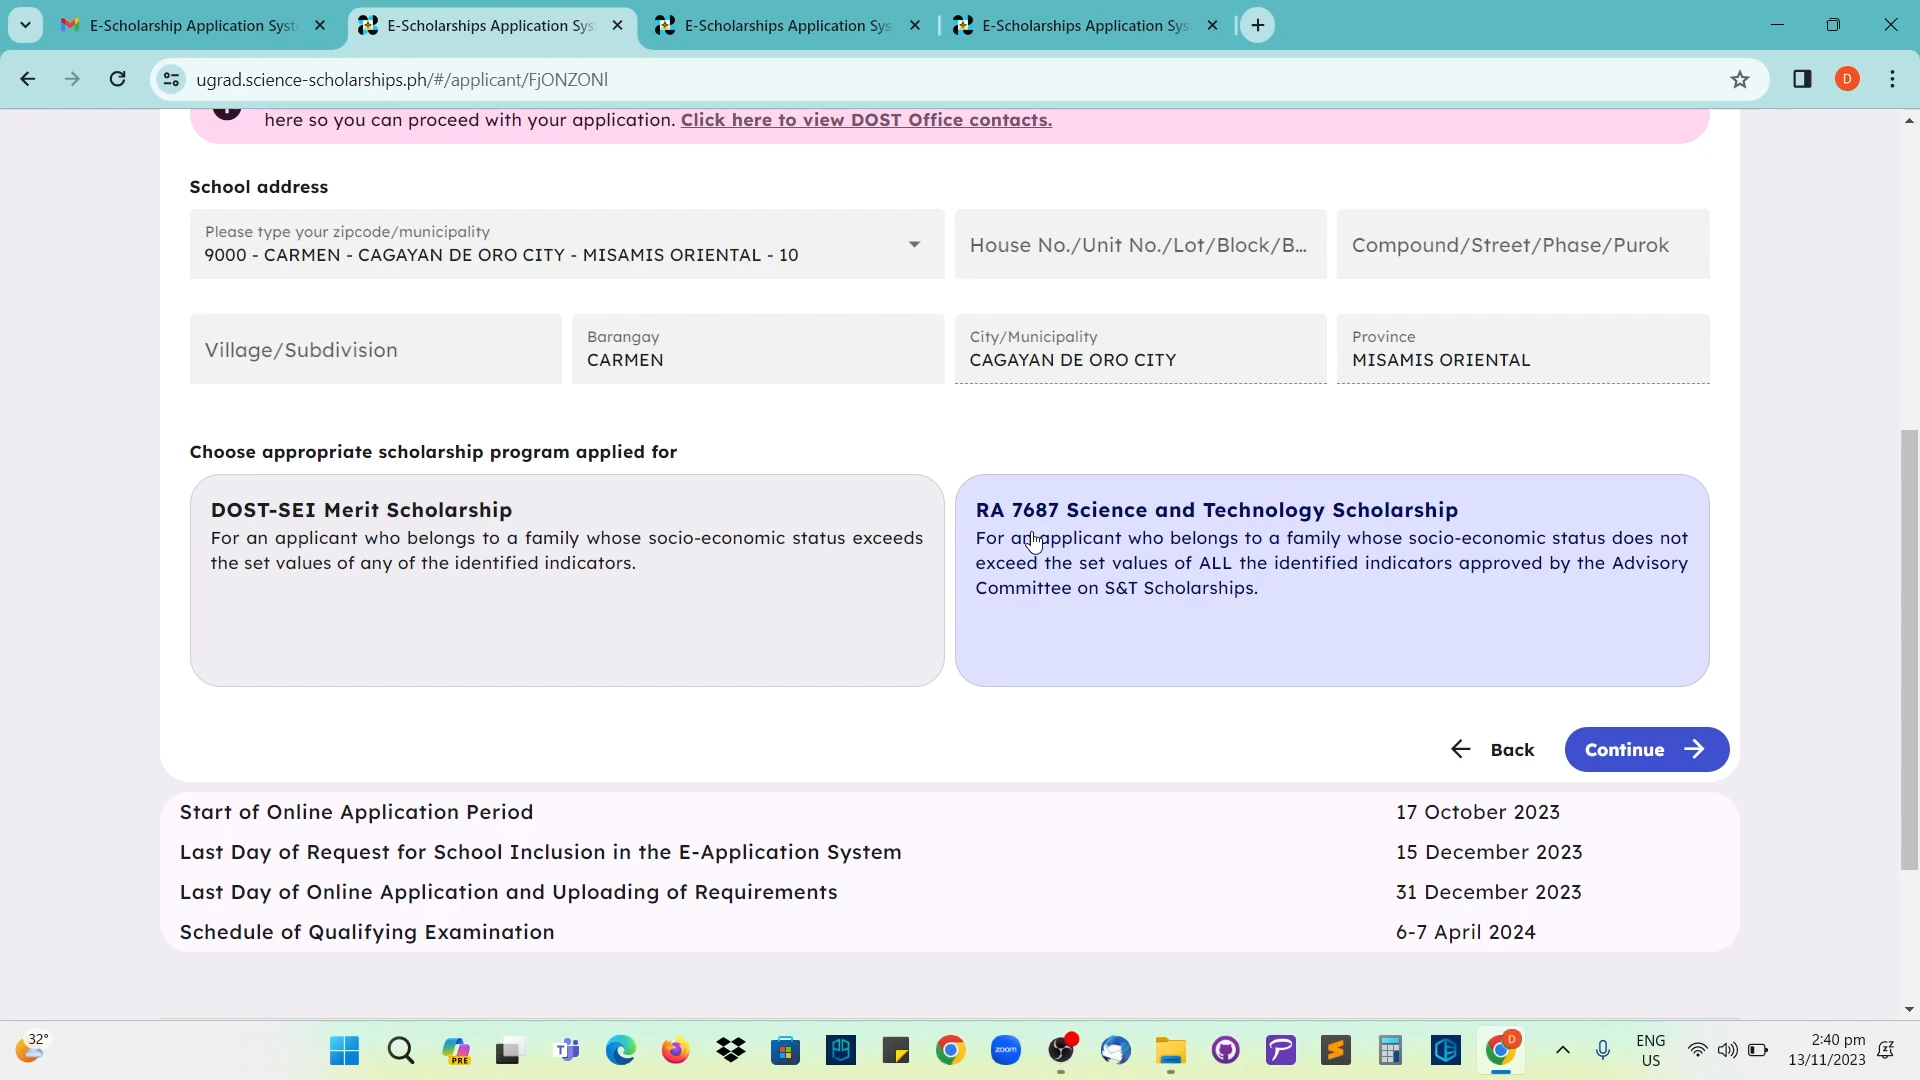 E-Scholarship Application Syst
E-Scholarships Application Sys
E-Scholarships Application Sys
E-Scholarships Application Sys
ugrad.science-scholarships.ph/#/applicant/FjONZONl
D
here so you can proceed with your application. Click here to view DOST Office contacts.
School address
Please type your zipcode/municipality
9000 - CARMEN - CAGAYAN DE ORO CITY - MISAMIS ORIENTAL - 10
House No./Unit No./Lot/Block/B...
Compound/Street/Phase/Purok
Village/Subdivision
Barangay
CARMEN
City/Municipality
CAGAYAN DE ORO CITY
Province
MISAMIS ORIENTAL
Choose appropriate scholarship program applied for
DOST-SEI Merit Scholarship
For an applicant who belongs to a family whose socio-economic status exceeds
the set values of any of the identified indicators.
RA 7687 Science and Technology Scholarship
For an applicant who belongs to a family whose socio-economic status does not
exceed the set values of ALL the identified indicators approved by the Advisory
Committee on S&T Scholarships.
Back
Continue
Start of Online Application Period 17 October 2023
Last Day of Request for School Inclusion in the E-Application System 15 December 2023
Last Day of Online Application and Uploading of Requirements 31 December 2023
Schedule of Qualifying Examination 6-7 April 2024
32°
PRE
zoom
D
ENG
US
2:40 pm
13/11/2023